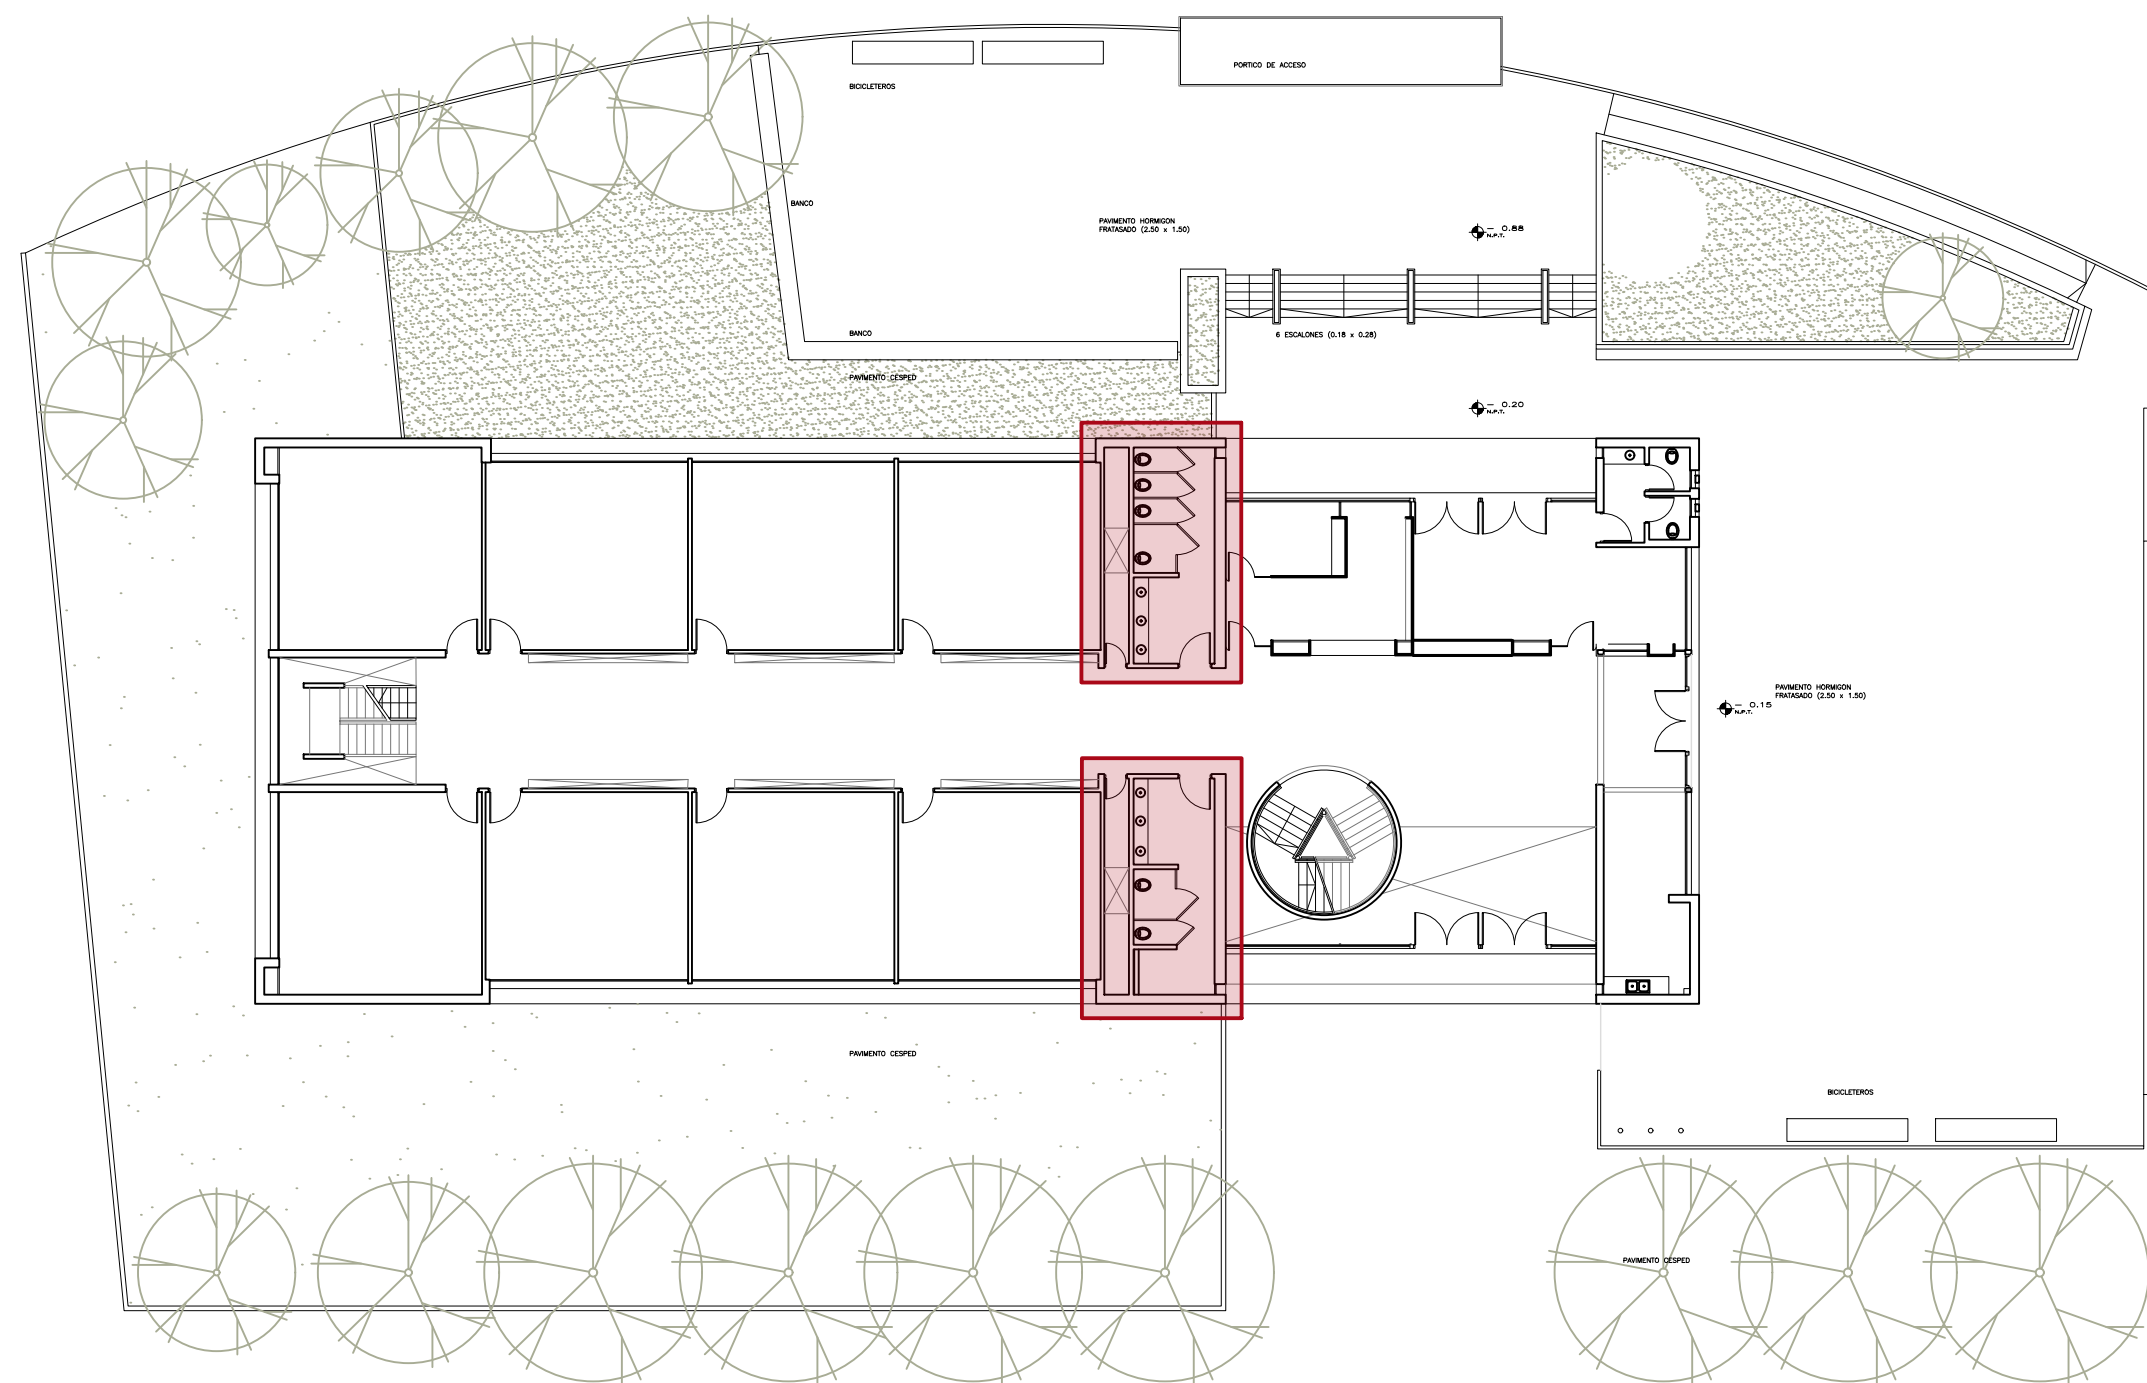 PORTICO DE ACCESO
BICICLETEROS
BANCO
PAVIMENTO HORMIGON
FRATASADO (2.50 x 1.50)
- 0.88
N.P.T.
BANCO
6 ESCALONES (0.18 x 0.28)
PAVIMENTO CESPED
- 0.20
N.P.T.
PAVIMENTO HORMIGON
FRATASADO (2.50 x 1.50)
- 0.15
N.P.T.
PAVIMENTO CESPED
BICICLETEROS
PAVIMENTO CESPED